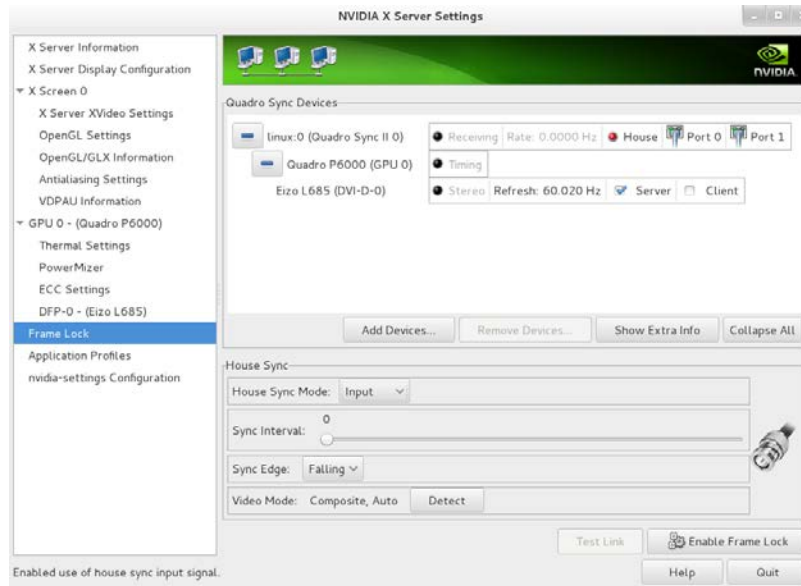 NVIDIA X Server Settings
X Server Information
X Server Display Configuration
X Screen 0
X Server XVideo Settings
OpenGL Settings
OpenGL/GLX Information
Antialiasing Settings
VDPAU Information
GPU 0 - (Quadro P6000)
Thermal Settings
PowerMizer
ECC Settings
DFP-0 - (Eizo L685)
Frame Lock
Application Profiles
nvidia-settings Configuration
NVIDIA
Quadro Sync Devices
linux:0 (Quadro Sync II 0) Receiving Rate: 0.0000 Hz House Port 0 Port 1
Quadro P6000 (GPU 0) Timing
Eizo L685 (DVI-D-0) Stereo Refresh: 60.020 Hz Server Client
Add Devices... Remove Devices... Show Extra Info Collapse All
House Sync
House Sync Mode: Input
0
Sync Interval:
Sync Edge: Falling
Video Mode: Composite, Auto Detect
Test Link Enable Frame Lock
Enabled use of house sync input signal. Help Quit